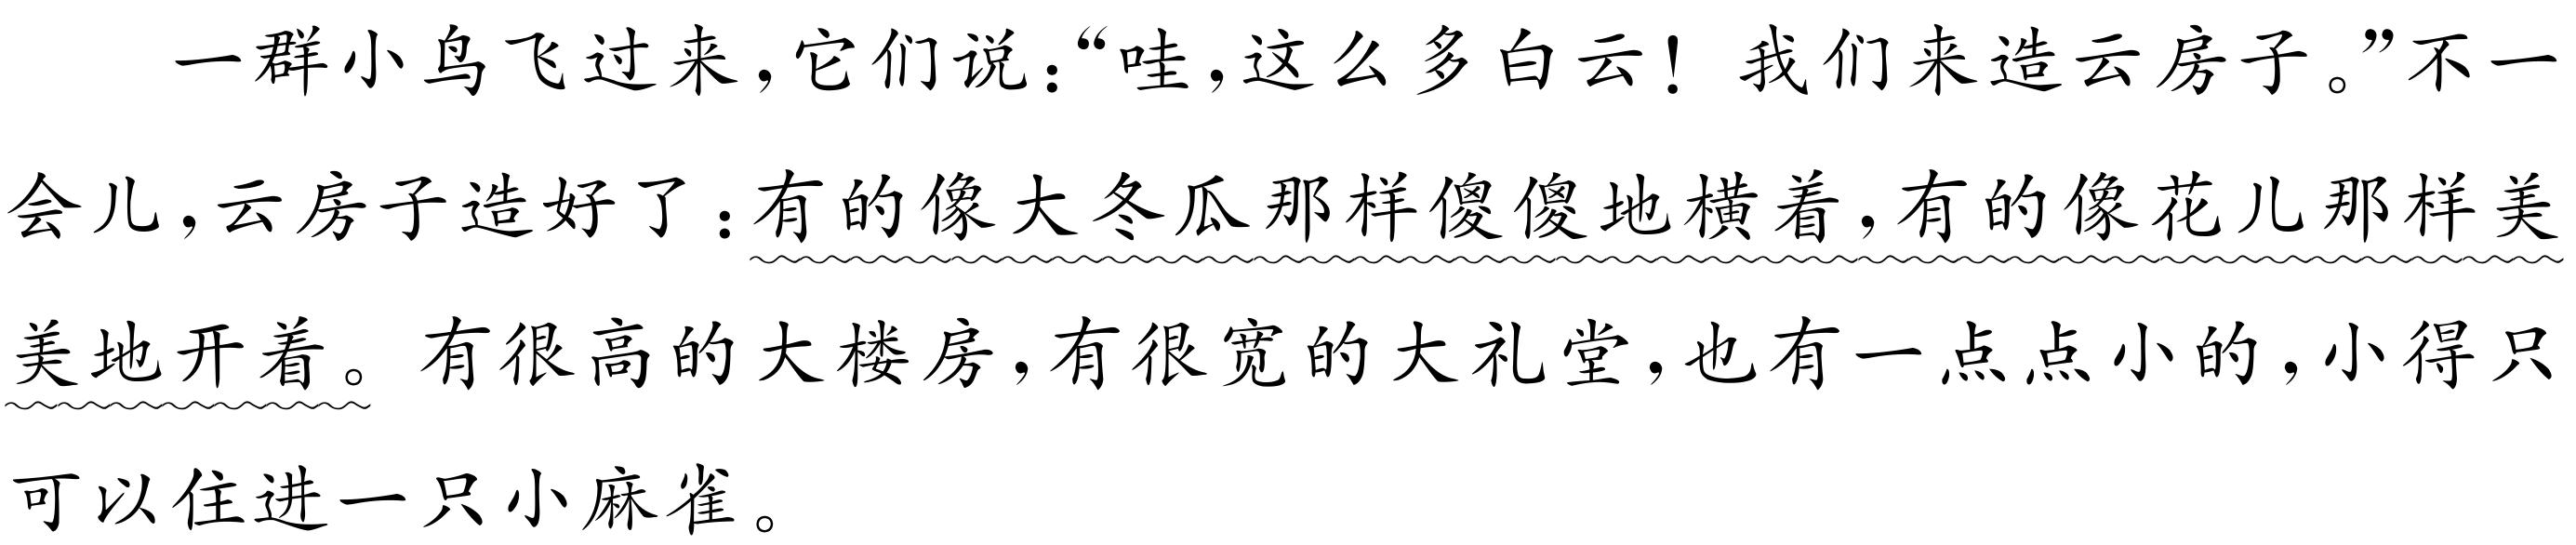 一群小鸟飞过来，它们说：“哇，这么多白云！我们来造云房子。”不一
会儿，云房子造好了：有的像大冬瓜那样傻傻地横着，有的像花儿那样美
美地开着。有很高的大楼房，有很宽的大礼堂，也有一点点小的，小得只
可以住进一只小麻雀。